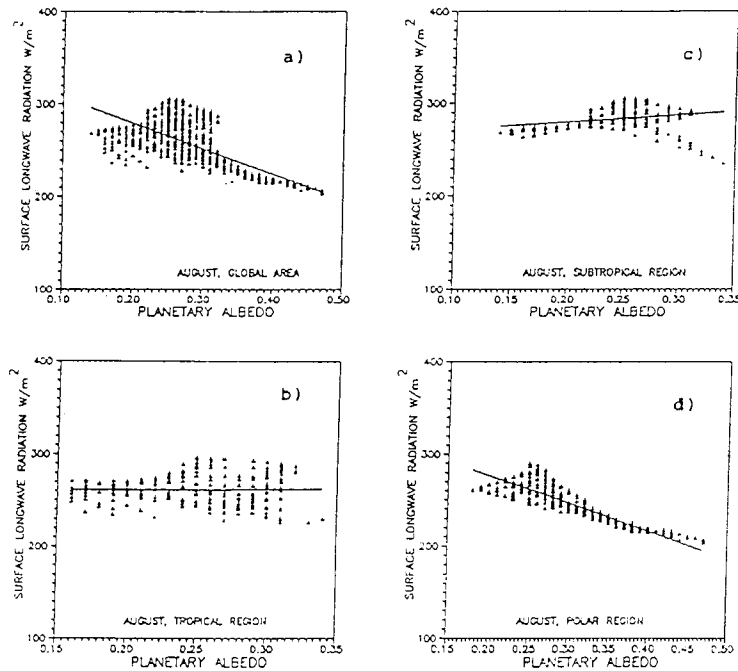 a)
400
300
200
100
SURFACE LONGWAVE RADIATION W/m²
AUGUST, GLOBAL AREA
0.10 0.20 0.30 0.40 0.50
PLANETARY ALBEDO
c)
400
300
200
100
SURFACE LONGWAVE RADIATION W/m²
AUGUST, SUBTROPICAL REGION
0.10 0.15 0.20 0.25 0.30 0.35
PLANETARY ALBEDO
b)
400
300
200
100
SURFACE LONGWAVE RADIATION W/m²
AUGUST, TROPICAL REGION
0.15 0.20 0.25 0.30 0.35
PLANETARY ALBEDO
d)
400
300
200
100
SURFACE LONGWAVE RADIATION W/m²
AUGUST, POLAR REGION
0.15 0.20 0.25 0.30 0.35 0.40 0.45 0.50
PLANETARY ALBEDO